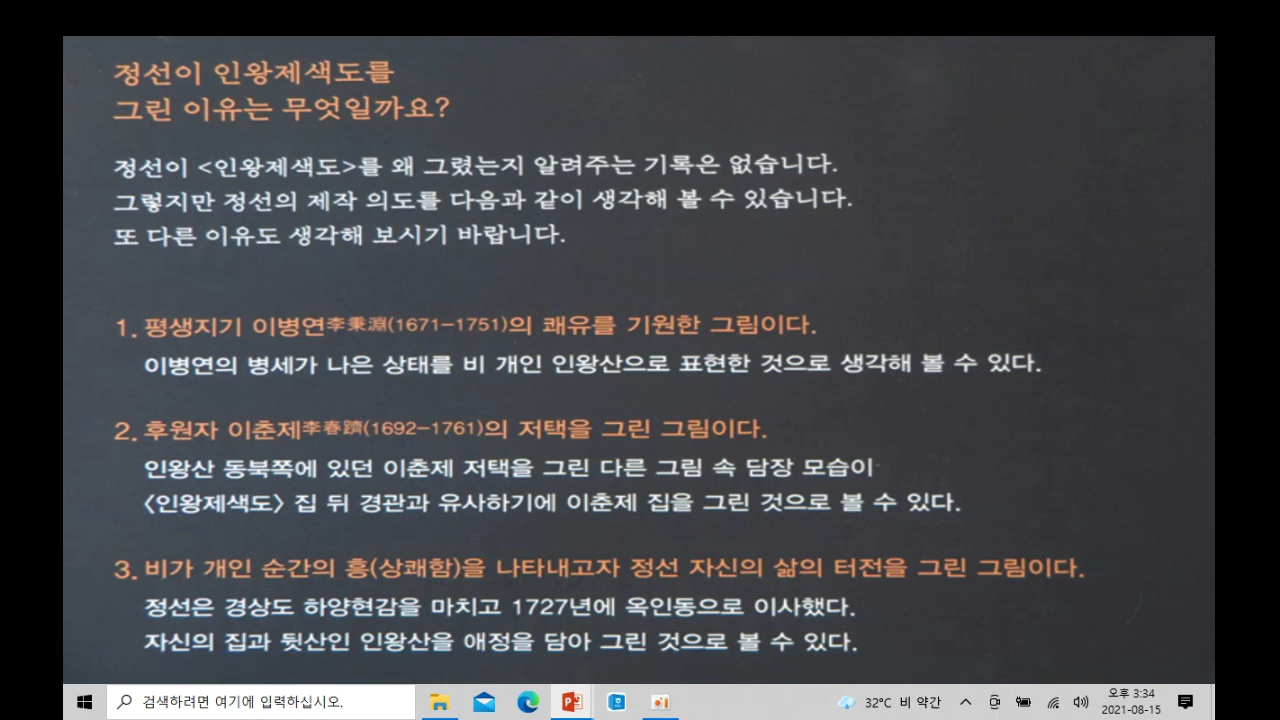 정선이 인왕제색도를
그린 이유는 무엇일까요?
정선이 <인왕제색도>를 왜 그렸는지 알려주는 기록은 없습니다.
그렇지만 정선의 제작 의도를 다음과 같이 생각해 볼 수 있습니다.
또 다른 이유도 생각해 보시기 바랍니다.
1. 평생지기 이병연李秉淵(1671-1751)의 쾌유를 기원한 그림이다.
이병연의 병세가 나은 상태를 비 개인 인왕산으로 표현한 것으로 생각해 볼 수 있다.
2. 후원자 이춘제李春躋(1692-1761)의 저택을 그린 그림이다.
인왕산 동북쪽에 있던 이춘제 저택을 그린 다른 그림 속 담장 모습이
〈인왕제색도〉 집 뒤 경관과 유사하기에 이춘제 집을 그린 것으로 볼 수 있다.
3. 비가 개인 순간의 흥(상쾌함)을 나타내고자 정선 자신의 삶의 터전을 그린 그림이다.
정선은 경상도 하양현감을 마치고 1727년에 옥인동으로 이사했다.
자신의 집과 뒷산인 인왕산을 애정을 담아 그린 것으로 볼 수 있다.
검색하려면 여기에 입력하십시오.
32°C 비 약간
오후 3:34
2021-08-15